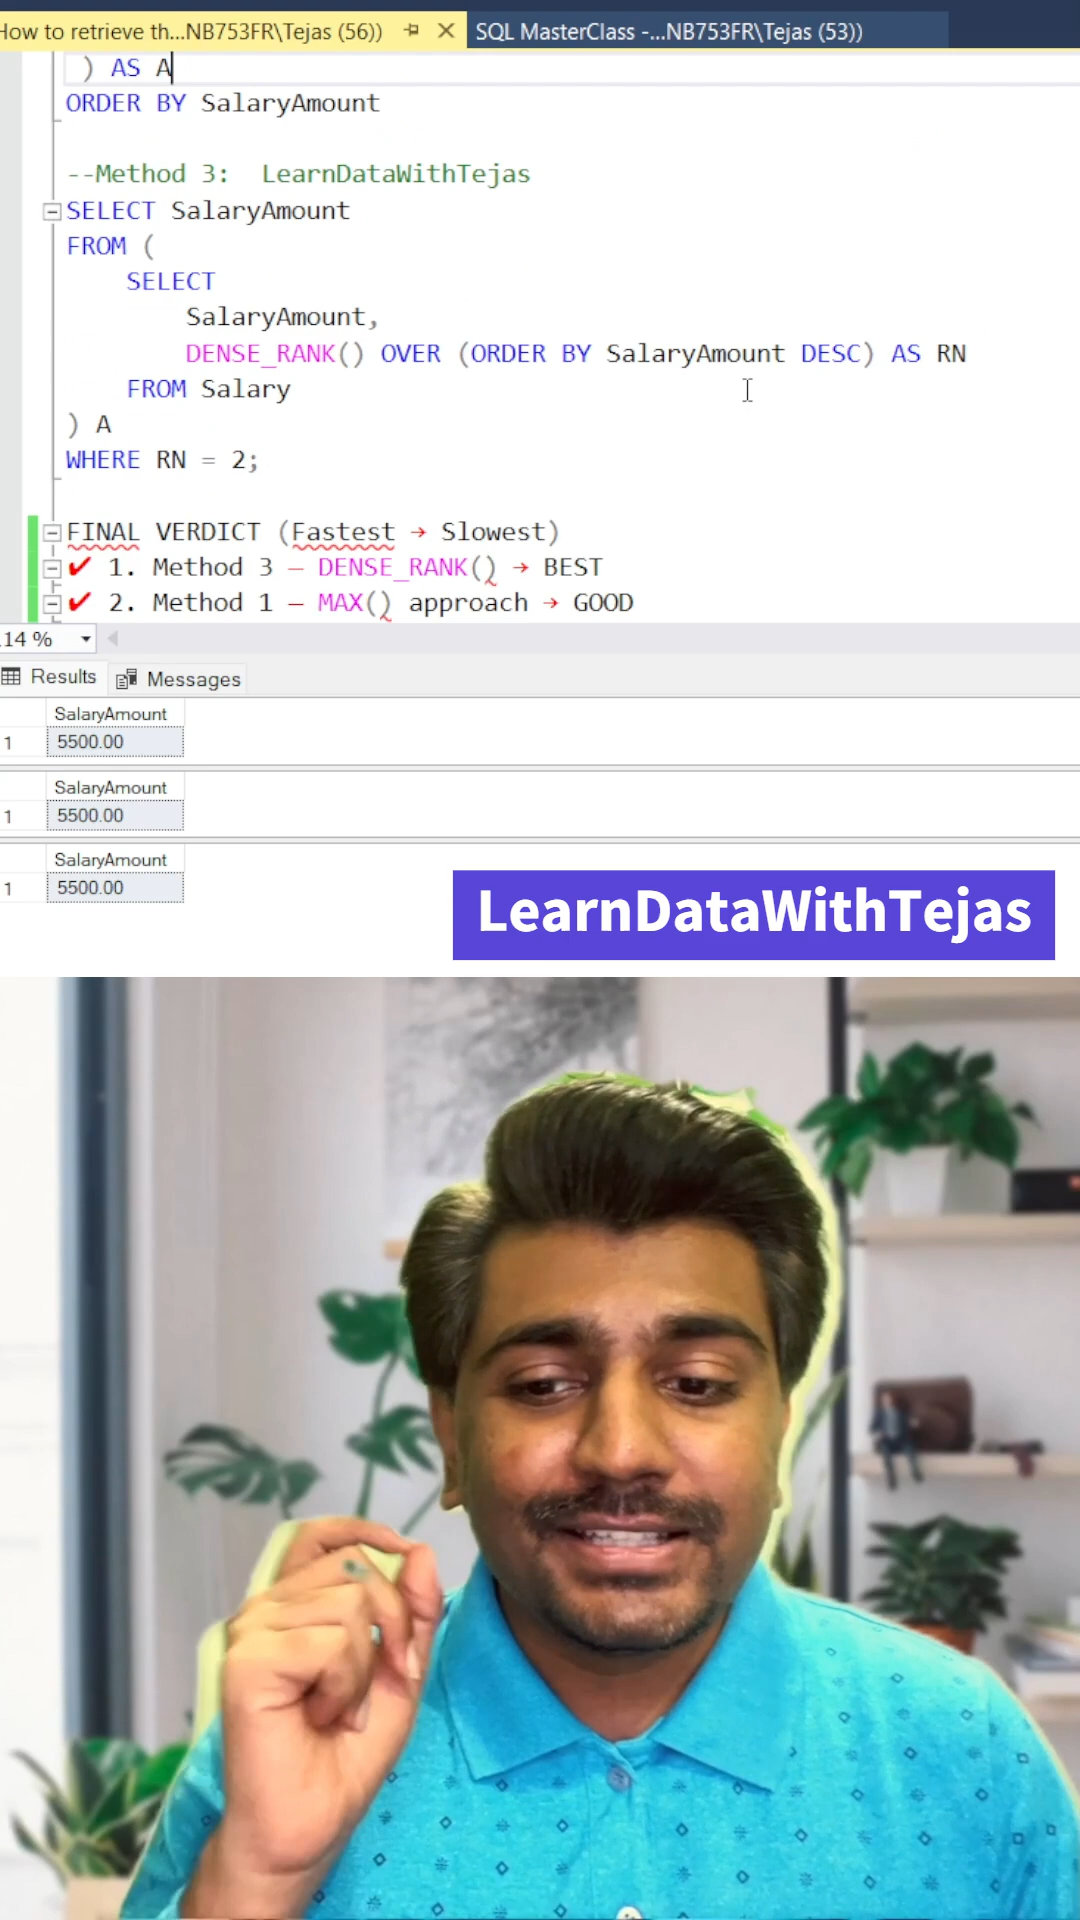 How to retrieve th...NB753FR\Tejas (56))
SQL MasterClass -...NB753FR\Tejas (53))
) AS A
ORDER BY SalaryAmount
--Method 3:  LearnDataWithTejas
SELECT SalaryAmount
FROM (
SELECT
SalaryAmount,
DENSE_RANK() OVER (ORDER BY SalaryAmount DESC) AS RN
FROM Salary
) A
WHERE RN = 2;
FINAL VERDICT (Fastest → Slowest)
✔ 1. Method 3 – DENSE_RANK() → BEST
✔ 2. Method 1 – MAX() approach → GOOD
14 %
Results
Messages
SalaryAmount
1 5500.00
SalaryAmount
1 5500.00
SalaryAmount
1 5500.00
LearnDataWithTejas